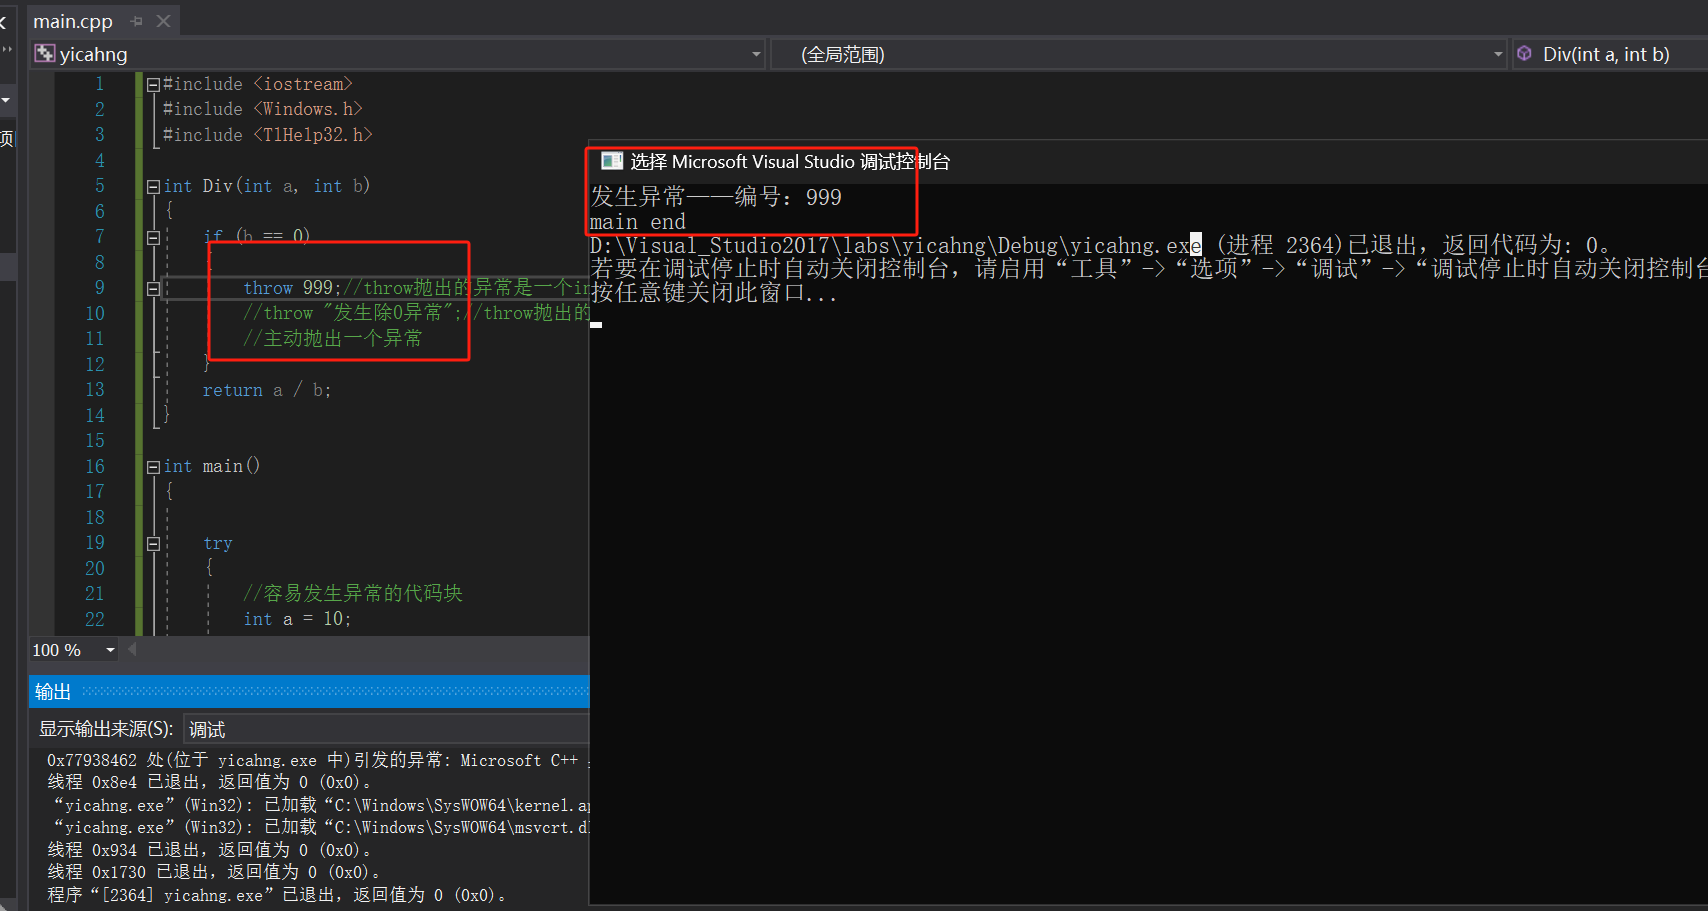 main.cpp
yicahng
(全局范围)
Div(int a, int b)
项
1 #include <iostream>
2 #include <Windows.h>
3 #include <TlHelp32.h>
4
5 int Div(int a, int b)
6 {
7 if (b == 0)
8
9 throw 999;//throw抛出的异常是一个in
10 //throw "发生除0异常";//throw抛出的
11 //主动抛出一个异常
12 }
13 return a / b;
14 }
15
16 int main()
17 {
18
19 try
20 {
21 //容易发生异常的代码块
22 int a = 10;
100 %
输出
显示输出来源(S): 调试
0x77938462 处(位于 yicahng.exe 中)引发的异常: Microsoft C++
线程 0x8e4 已退出，返回值为 0 (0x0)。
“yicahng.exe”(Win32): 已加载“C:\Windows\SysWOW64\kernel.ap
“yicahng.exe”(Win32): 已加载“C:\Windows\SysWOW64\msvcrt.dl
线程 0x934 已退出，返回值为 0 (0x0)。
线程 0x1730 已退出，返回值为 0 (0x0)。
程序“[2364] yicahng.exe”已退出，返回值为 0 (0x0)。
选择 Microsoft Visual Studio 调试控制台
发生异常——编号：999
main end
D:\Visual_Studio2017\labs\yicahng\Debug\yicahng.exe (进程 2364)已退出，返回代码为: 0。
若要在调试停止时自动关闭控制台，请启用“工具”->“选项”->“调试”->“调试停止时自动关闭控制台
按任意键关闭此窗口...